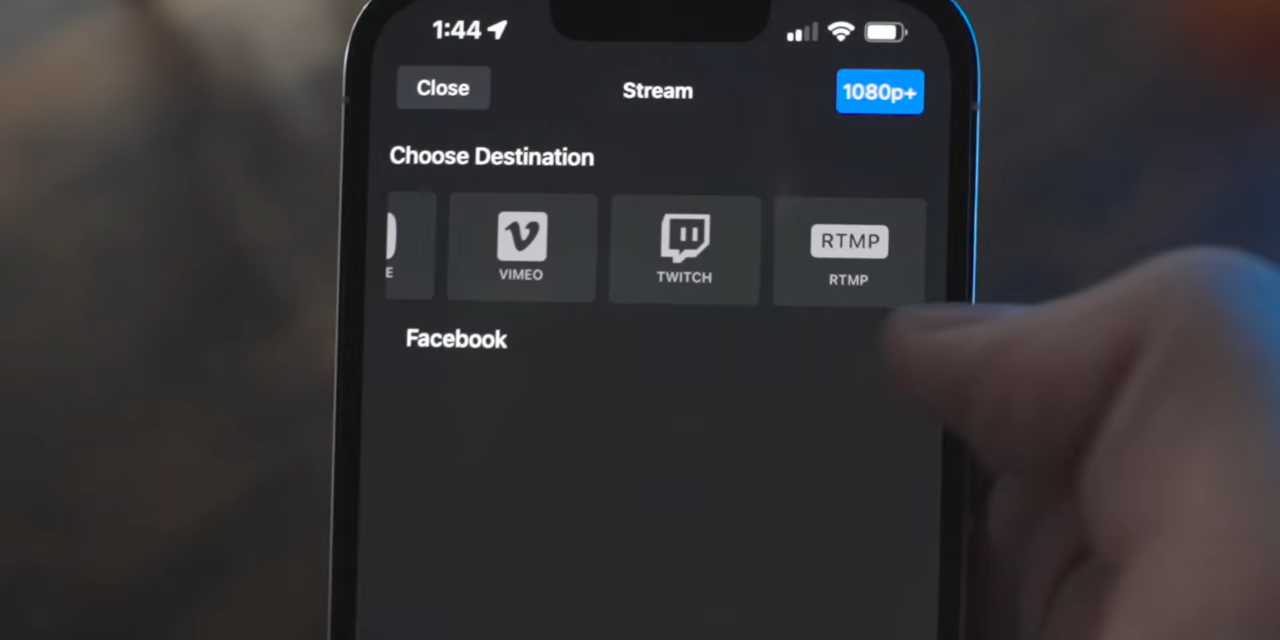 1:44
Close Stream 1080p+
Choose Destination
E VIMEO TWITCH RTMP
RTMP
Facebook